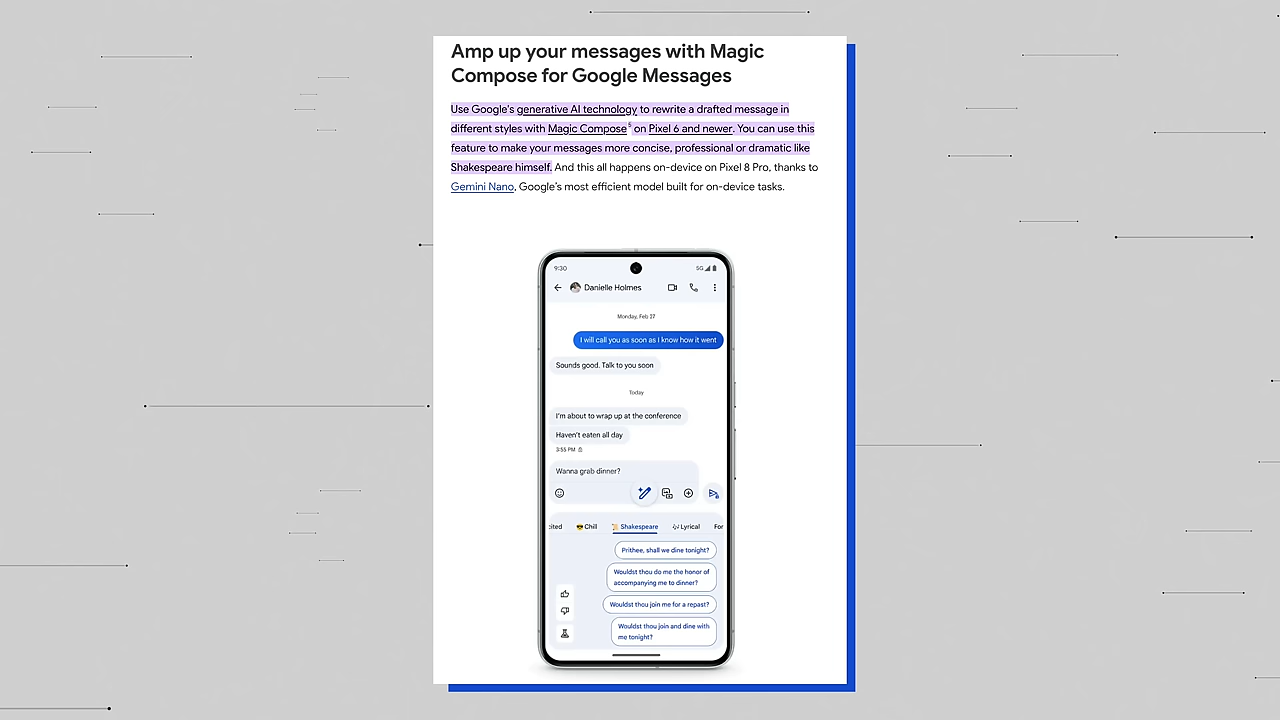 Amp up your messages with Magic
Compose for Google Messages
Use Google's generative AI technology to rewrite a drafted message in
different styles with Magic Compose⁵ on Pixel 6 and newer. You can use this
feature to make your messages more concise, professional or dramatic like
Shakespeare himself. And this all happens on-device on Pixel 8 Pro, thanks to
Gemini Nano, Google's most efficient model built for on-device tasks.
9:30 5G
Danielle Holmes
Monday, Feb 27
I will call you as soon as I know how it went
Sounds good. Talk to you soon
Today
I'm about to wrap up at the conference
Haven't eaten all day
3:55 PM
Wanna grab dinner?
cited 😎 Chill 📜 Shakespeare 🎶 Lyrical For
Prithee, shall we dine tonight?
Wouldst thou do me the honor of
accompanying me to dinner?
Wouldst thou join me for a repast?
Wouldst thou join and dine with
me tonight?